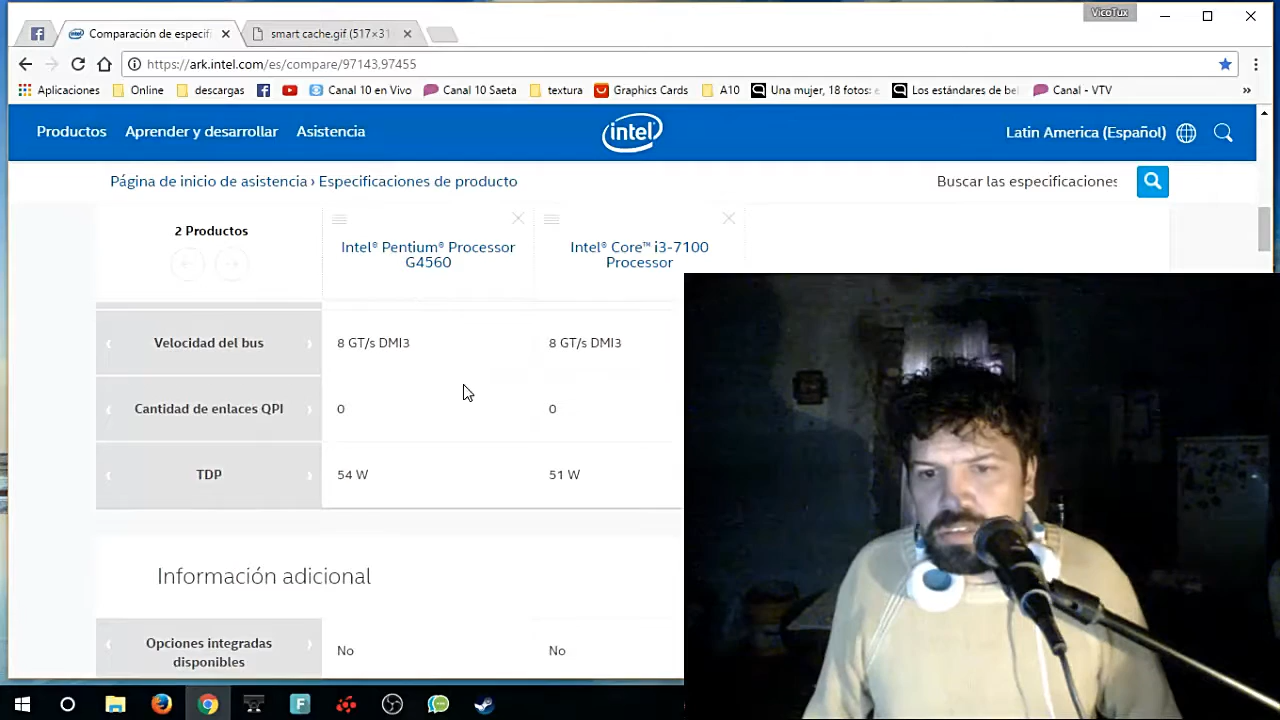 VicoTux
Comparación de especifi
smart cache.gif (517×31
https://ark.intel.com/es/compare/97143,97455
Aplicaciones
Online
descargas
Canal 10 en Vivo
Canal 10 Saeta
textura
Graphics Cards
A10
Una mujer, 18 fotos: e
Los estándares de bel
Canal - VTV
»
Productos
Aprender y desarrollar
Asistencia
intel
Latin America (Español)
Página de inicio de asistencia › Especificaciones de producto
Buscar las especificaciones
2 Productos
Intel® Pentium® Processor
G4560
Intel® Core™ i3-7100
Processor
Velocidad del bus
8 GT/s DMI3
8 GT/s DMI3
Cantidad de enlaces QPI
0
0
TDP
54 W
51 W
Información adicional
Opciones integradas
disponibles
No
No